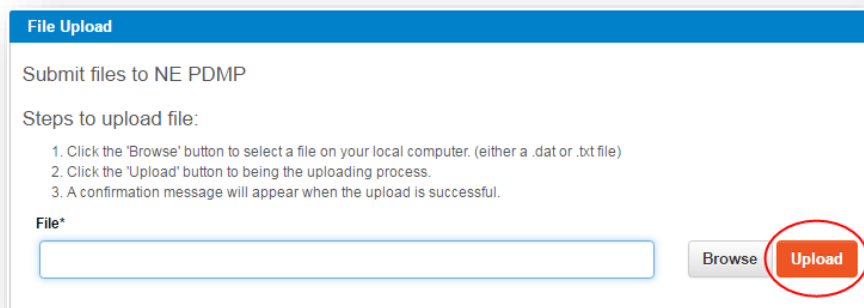 File Upload
Submit files to NE PDMP
Steps to upload file:
1. Click the 'Browse' button to select a file on your local computer. (either a .dat or .txt file)
2. Click the 'Upload' button to being the uploading process.
3. A confirmation message will appear when the upload is successful.
File*
Browse Upload